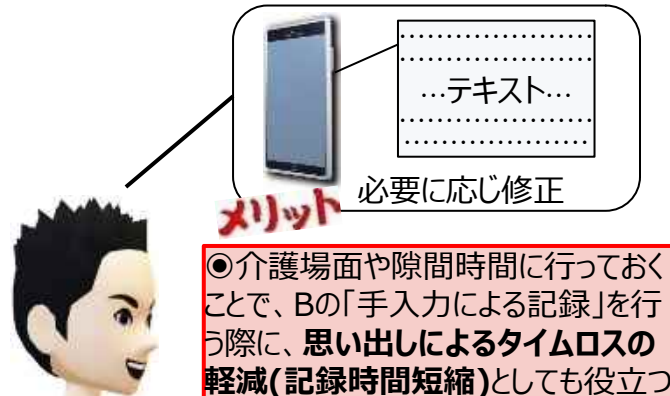 …テキスト…
必要に応じ修正
メリット
◉介護場面や隙間時間に行っておく
ことで、Bの「手入力による記録」を行
う際に、思い出しによるタイムロスの
軽減(記録時間短縮)としても役立つ